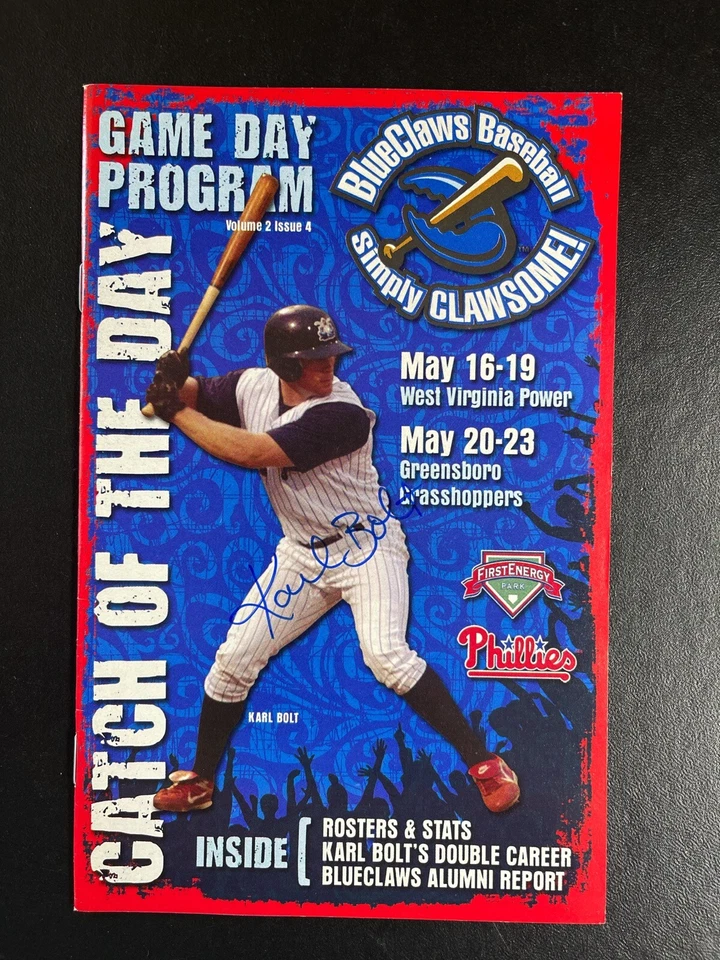 GAME DAY
PROGRAM
Volume 2 Issue 4
CATCH OF THE DAY
BlueClaws Baseball
Simply CLAWSOME!
TM
May 16-19
West Virginia Power
May 20-23
Greensboro
Grasshoppers
Karl Bolt
FIRSTENERGY
PARK
Phillies
KARL BOLT
INSIDE
ROSTERS & STATS
KARL BOLT'S DOUBLE CAREER
BLUECLAWS ALUMNI REPORT